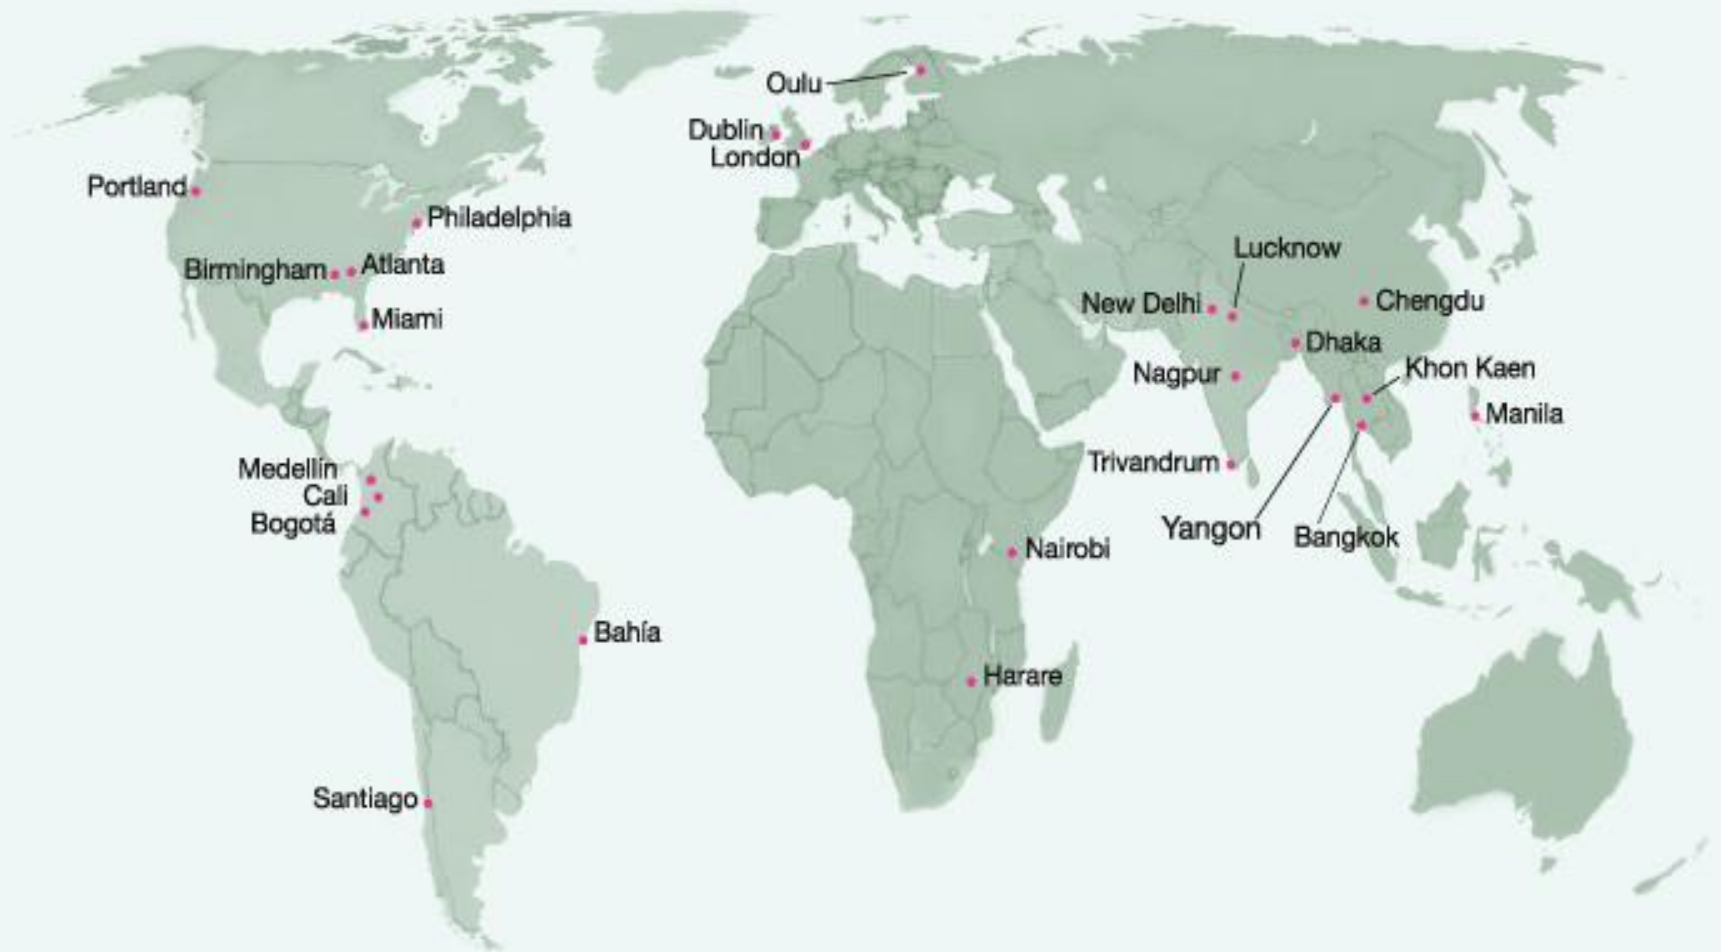 Oulu
Dublin
London
Portland
Philadelphia
Birmingham
Atlanta
Miami
Lucknow
New Delhi
Chengdu
Dhaka
Nagpur
Khon Kaen
Manila
Trivandrum
Yangon
Bangkok
Medellín
Cali
Bogotá
Nairobi
Bahía
Harare
Santiago